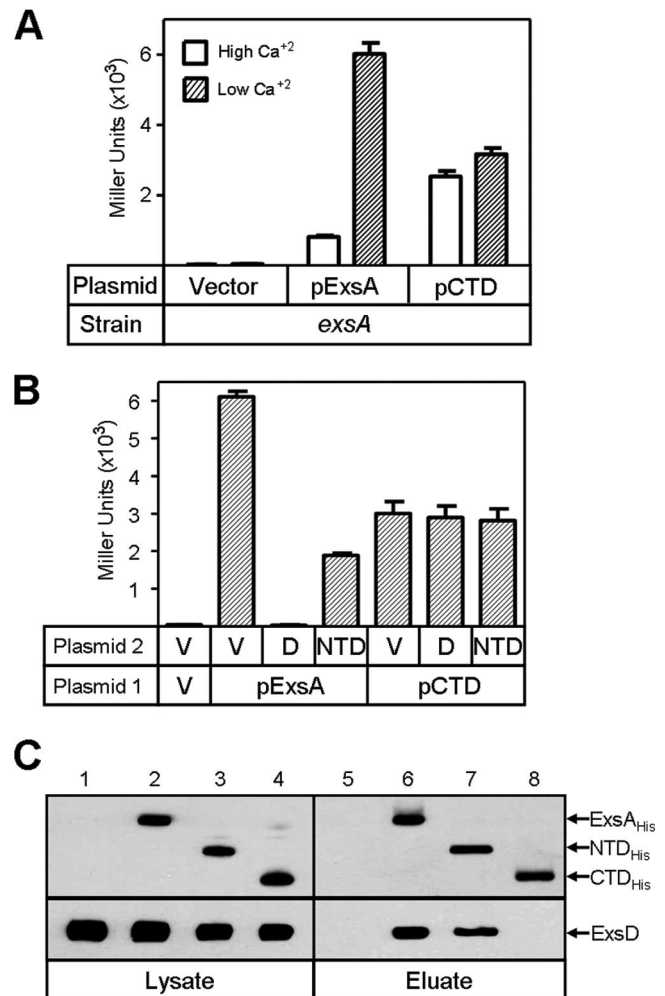 A
High Ca+2
Low Ca+2
Miller Units (x10³)
6
4
2
Plasmid Vector pExsA pCTD
Strain exsA
B
Miller Units (x10³)
6
5
4
3
2
1
Plasmid 2 V V D NTD V D NTD
Plasmid 1 V pExsA pCTD
C
1 2 3 4 5 6 7 8
ExsAHis
NTDHis
CTDHis
ExsD
Lysate Eluate